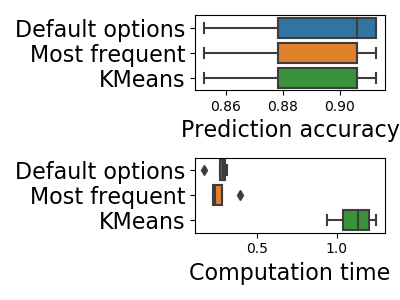 Default options
Most frequent
KMeans
0.86 0.88 0.90
Prediction accuracy
Default options
Most frequent
KMeans
0.5 1.0
Computation time